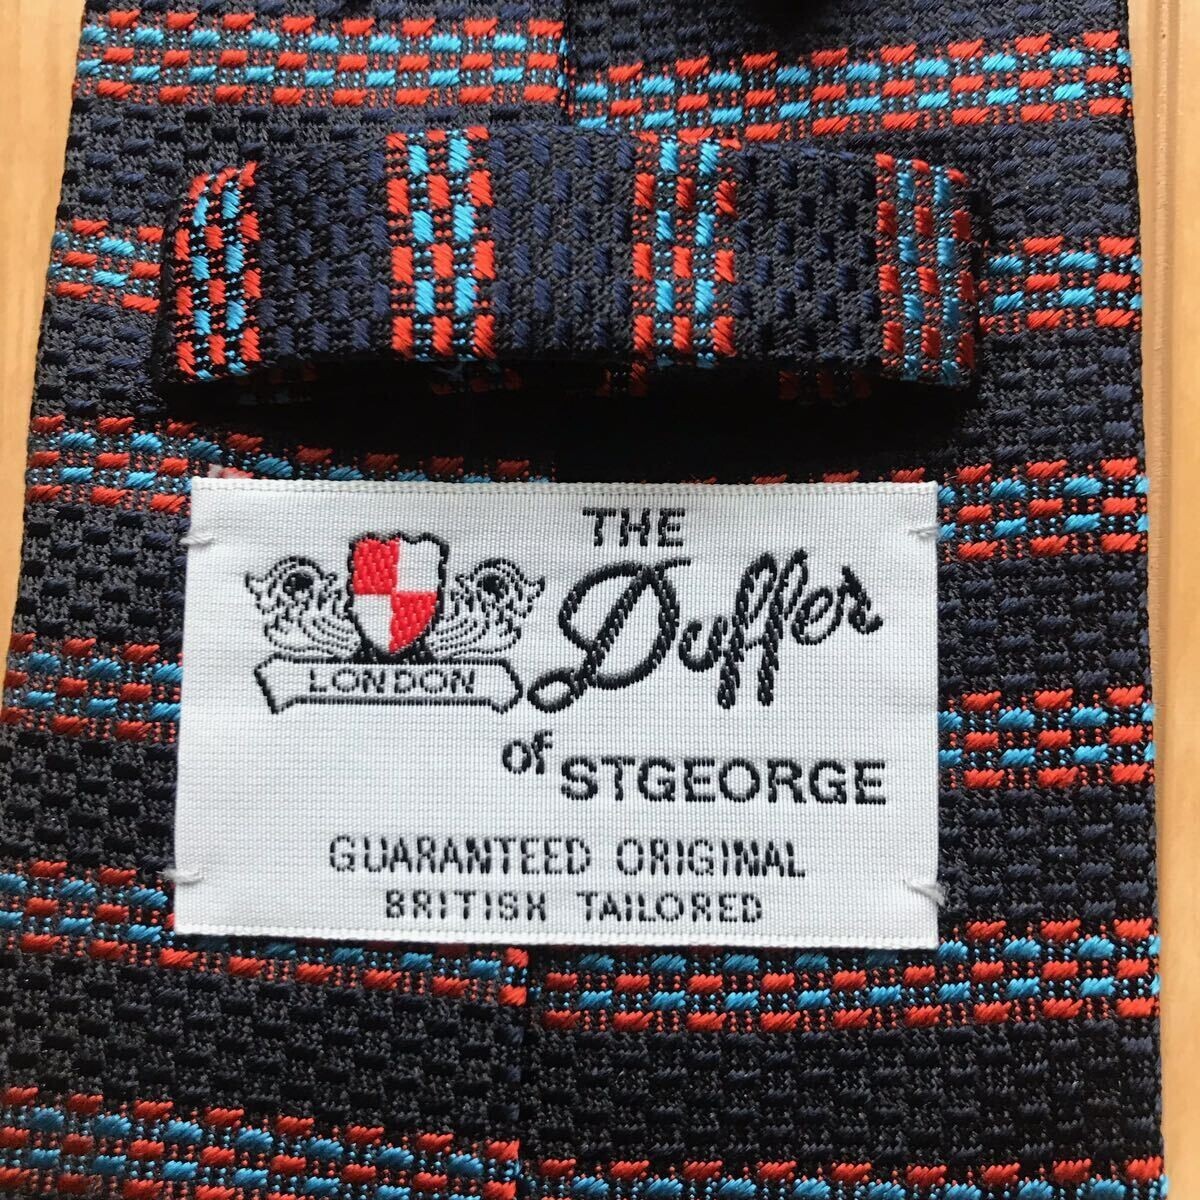 THE
Duffer
of STGEORGE
LONDON
GUARANTEED ORIGINAL
BRITISH TAILORED